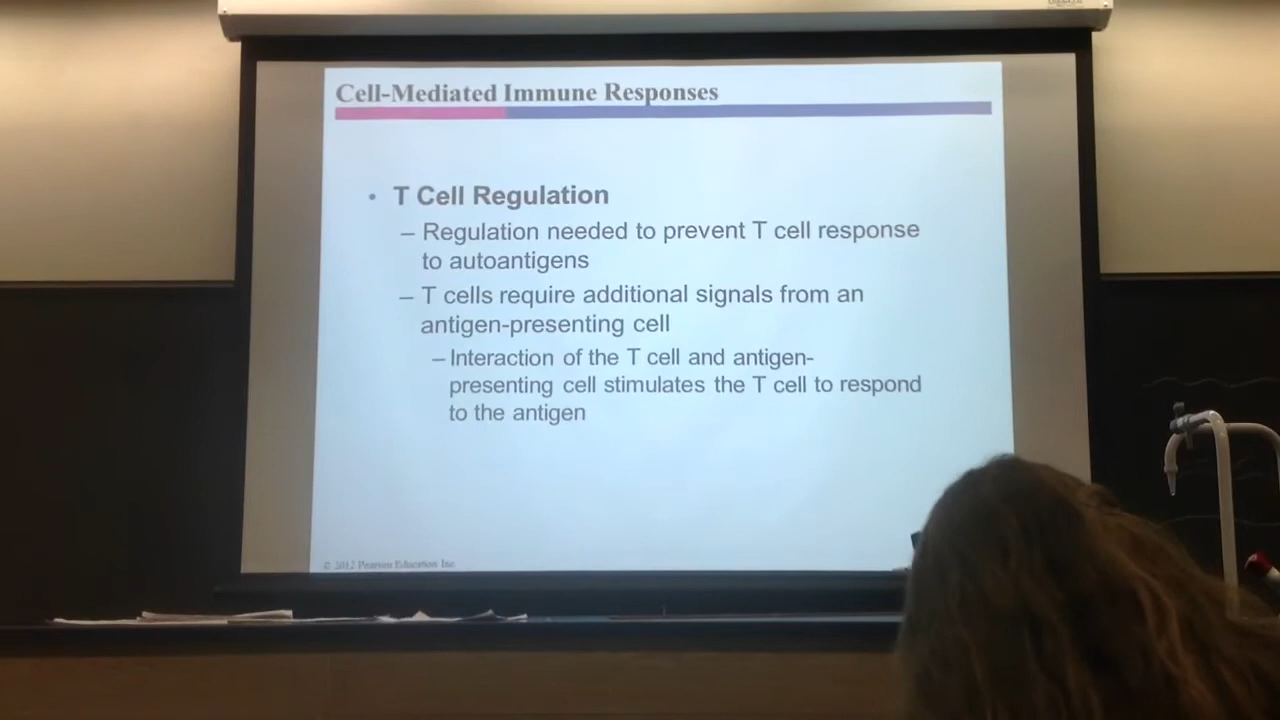 Cell-Mediated Immune Responses
• T Cell Regulation
– Regulation needed to prevent T cell response
to autoantigens
– T cells require additional signals from an
antigen-presenting cell
– Interaction of the T cell and antigen-
presenting cell stimulates the T cell to respond
to the antigen
© 2012 Pearson Education Inc